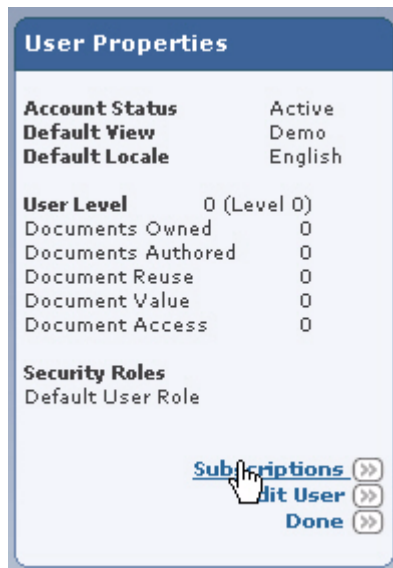 User Properties
Account Status Active
Default View Demo
Default Locale English
User Level 0 (Level 0)
Documents Owned 0
Documents Authored 0
Document Reuse 0
Document Value 0
Document Access 0
Security Roles
Default User Role
Subscriptions
Edit User
Done